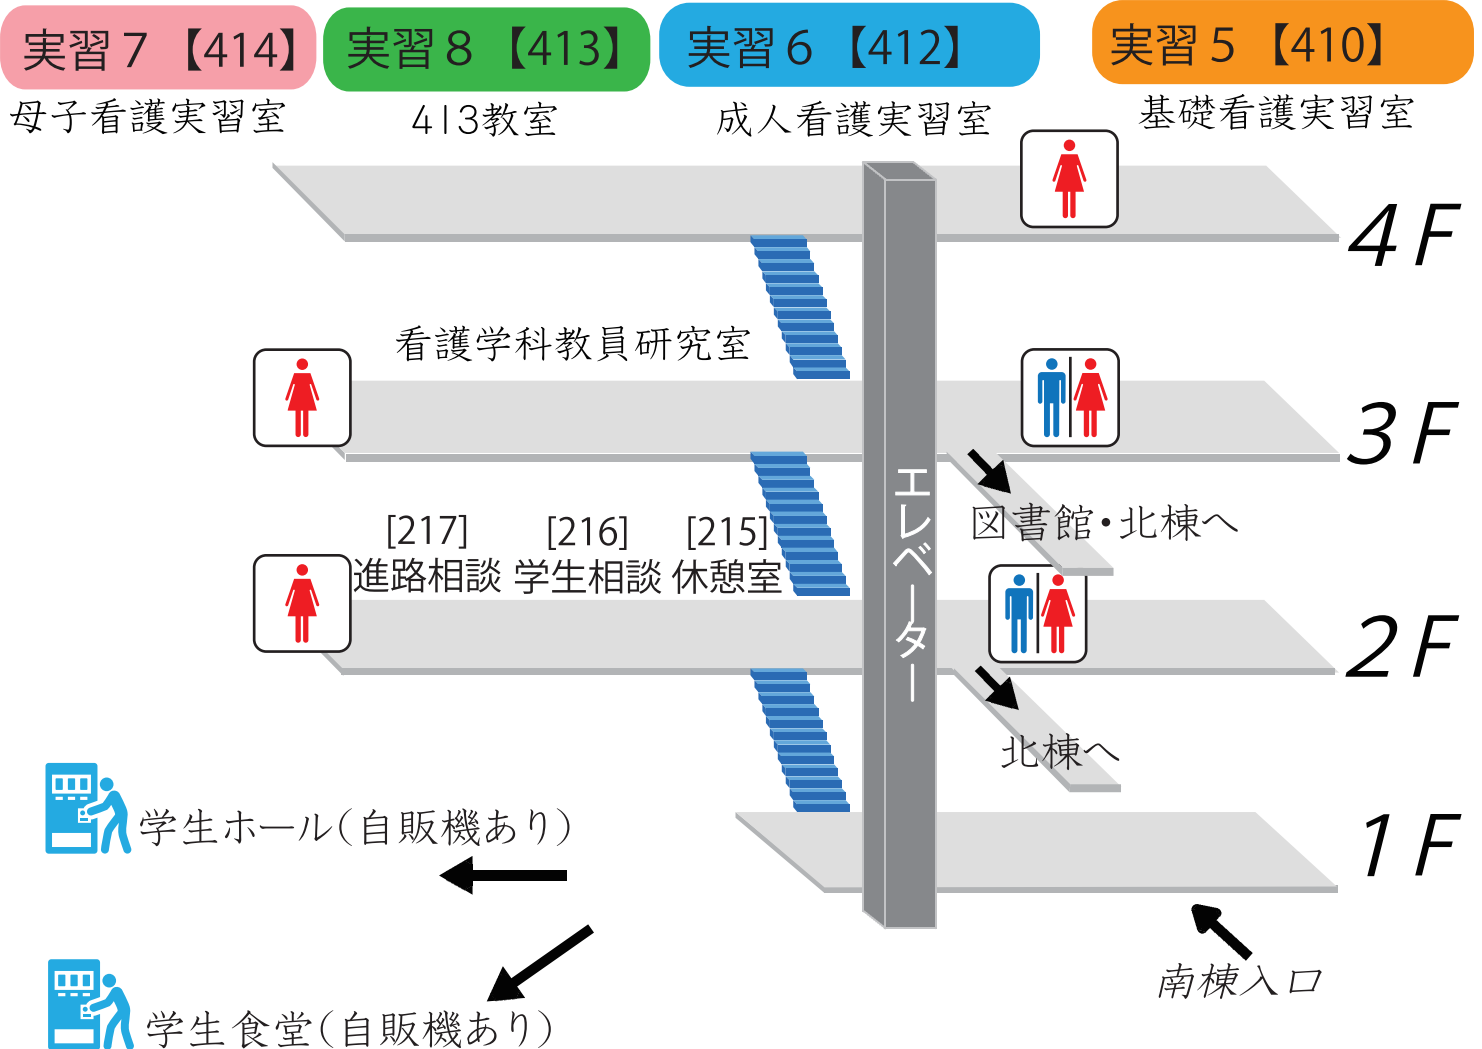 実習7【414】
実習8【413】
実習6【412】
実習5【410】
母子看護実習室
413教室
成人看護実習室
基礎看護実習室
4F
看護学科教員研究室
3F
エレベーター
図書館・北棟へ
[217]
進路相談
[216]
学生相談
[215]
休憩室
2F
北棟へ
学生ホール(自販機あり)
1F
南棟入口
学生食堂(自販機あり)